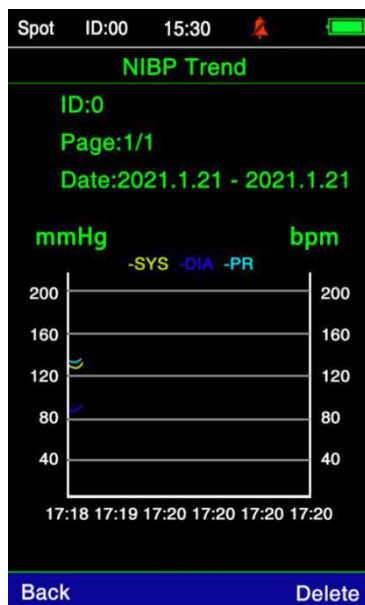 Spot ID:00 15:30
NIBP Trend
ID:0
Page:1/1
Date:2021.1.21 - 2021.1.21
mmHg bpm
-SYS -DIA -PR
200 200
160 160
120 120
80 80
40 40
17:18 17:19 17:20 17:20 17:20 17:20
Back Delete